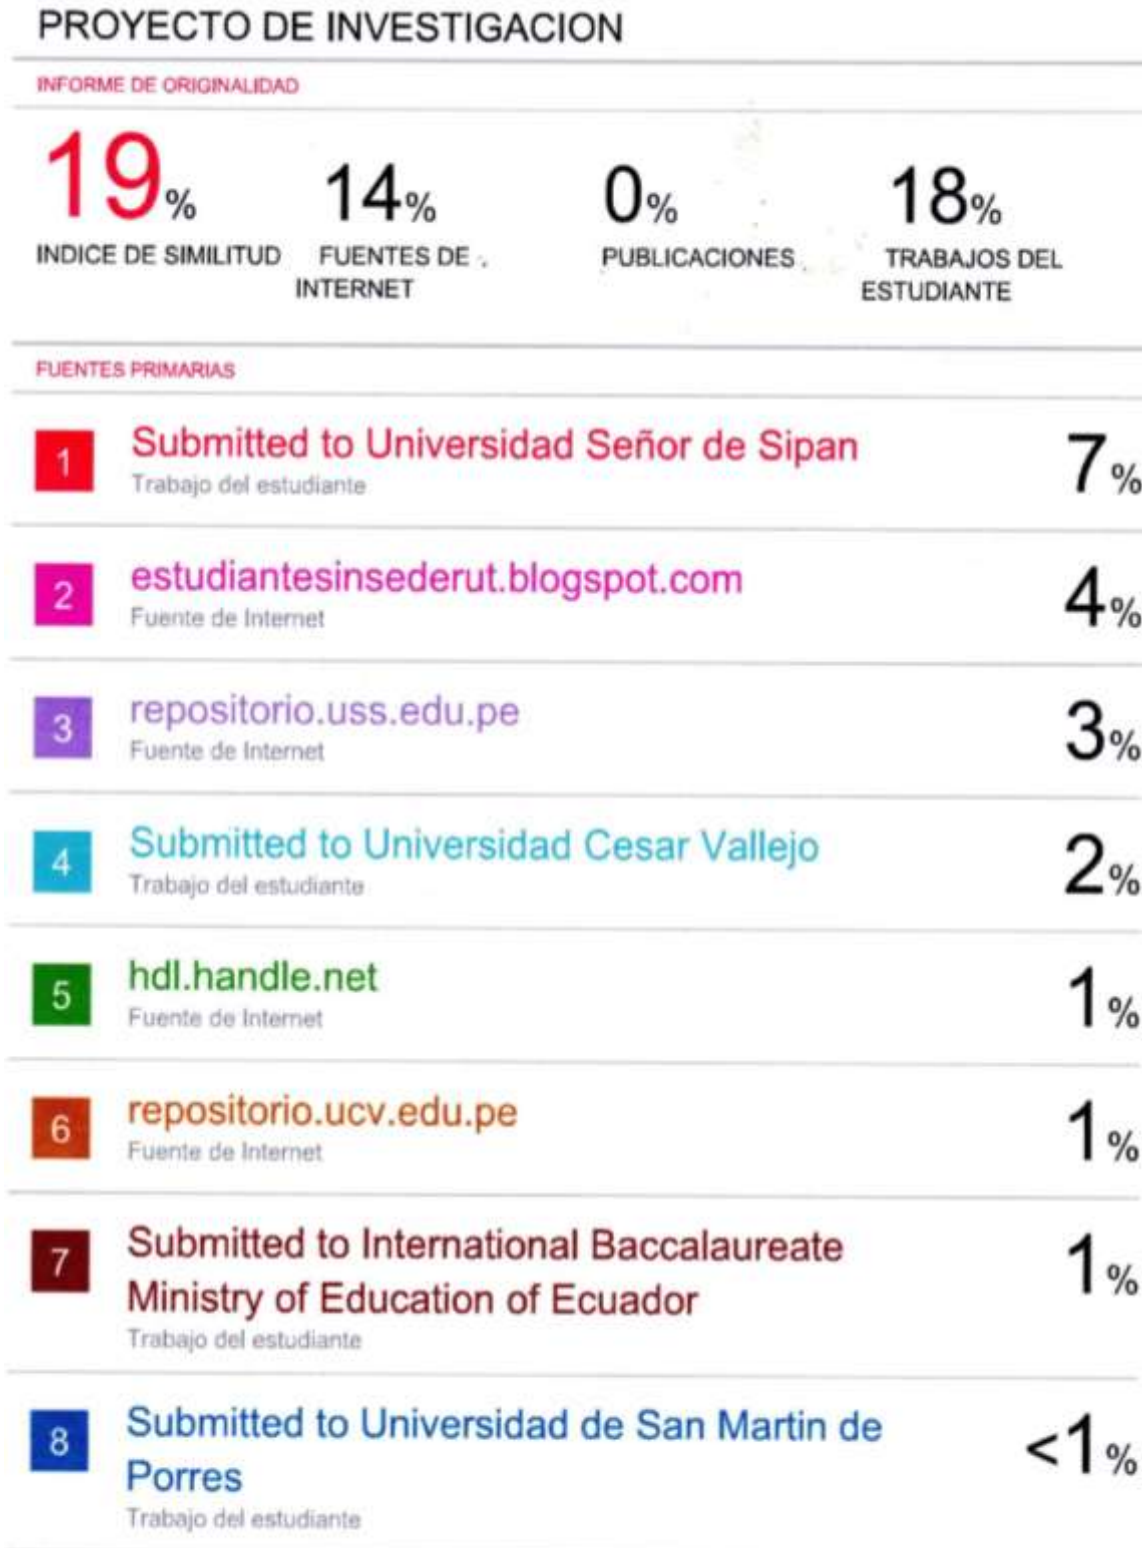 PROYECTO DE INVESTIGACION
INFORME DE ORIGINALIDAD
19%
INDICE DE SIMILITUD
14%
FUENTES DE
INTERNET
0%
PUBLICACIONES
18%
TRABAJOS DEL
ESTUDIANTE
FUENTES PRIMARIAS
1
Submitted to Universidad Señor de Sipan
Trabajo del estudiante
7%
2
estudiantesinsederut.blogspot.com
Fuente de Internet
4%
3
repositorio.uss.edu.pe
Fuente de Internet
3%
4
Submitted to Universidad Cesar Vallejo
Trabajo del estudiante
2%
5
hdl.handle.net
Fuente de Internet
1%
6
repositorio.ucv.edu.pe
Fuente de Internet
1%
7
Submitted to International Baccalaureate
Ministry of Education of Ecuador
Trabajo del estudiante
1%
8
Submitted to Universidad de San Martin de
Porres
Trabajo del estudiante
<1%